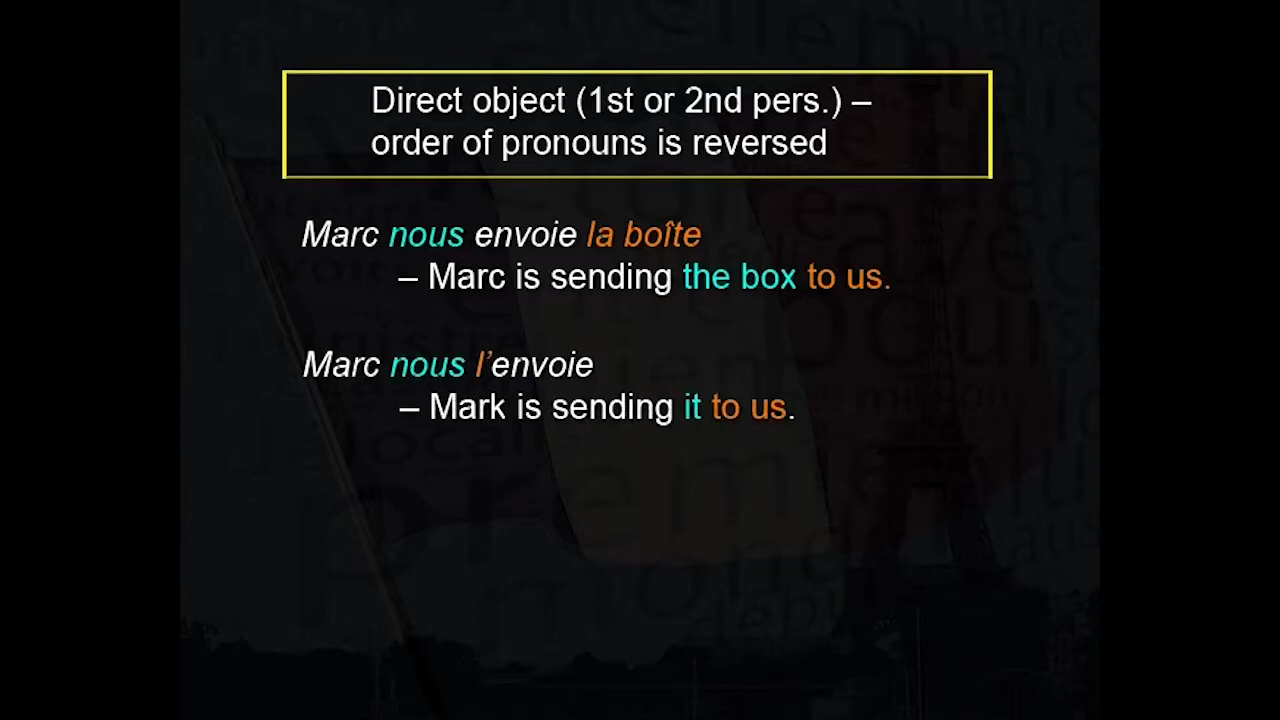 Direct object (1st or 2nd pers.) –
order of pronouns is reversed
Marc nous envoie la boîte
– Marc is sending the box to us.
Marc nous l’envoie
– Mark is sending it to us.